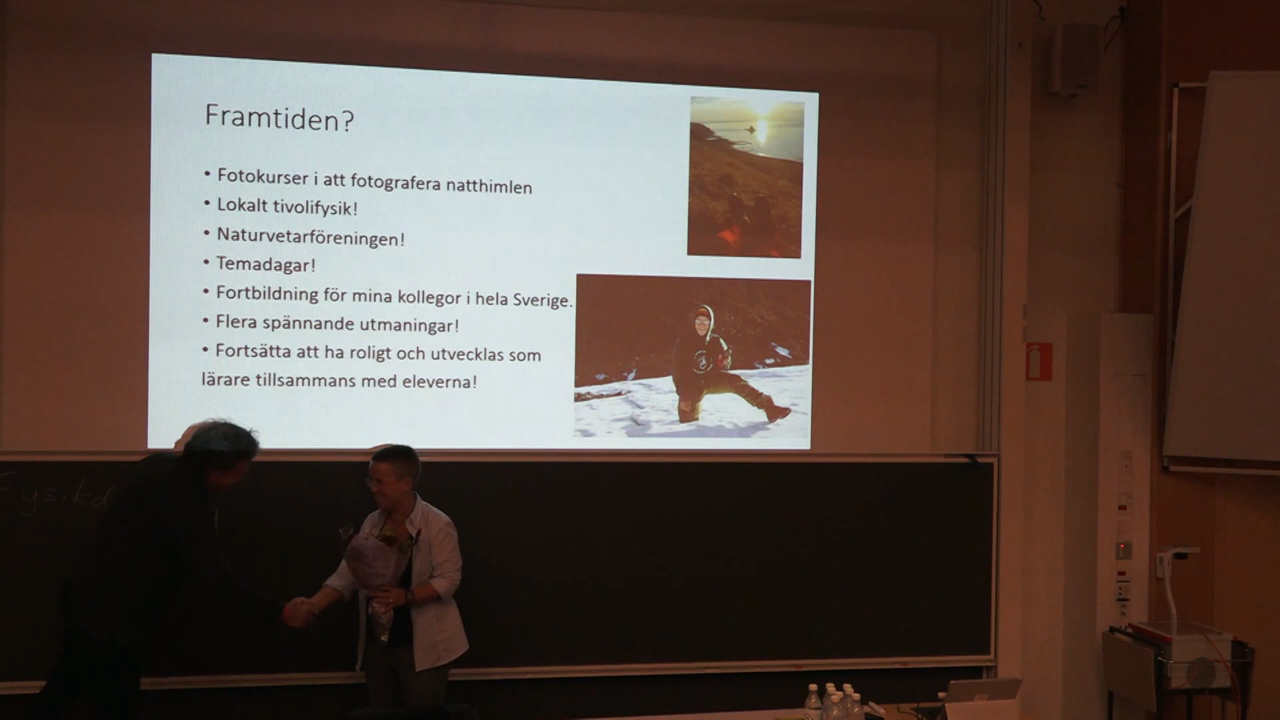 Framtiden?
• Fotokurser i att fotografera natthimlen
• Lokalt tivolifysik!
• Naturvetarföreningen!
• Temadagar!
• Fortbildning för mina kollegor i hela Sverige.
• Flera spännande utmaningar!
• Fortsätta att ha roligt och utvecklas som
lärare tillsammans med eleverna!